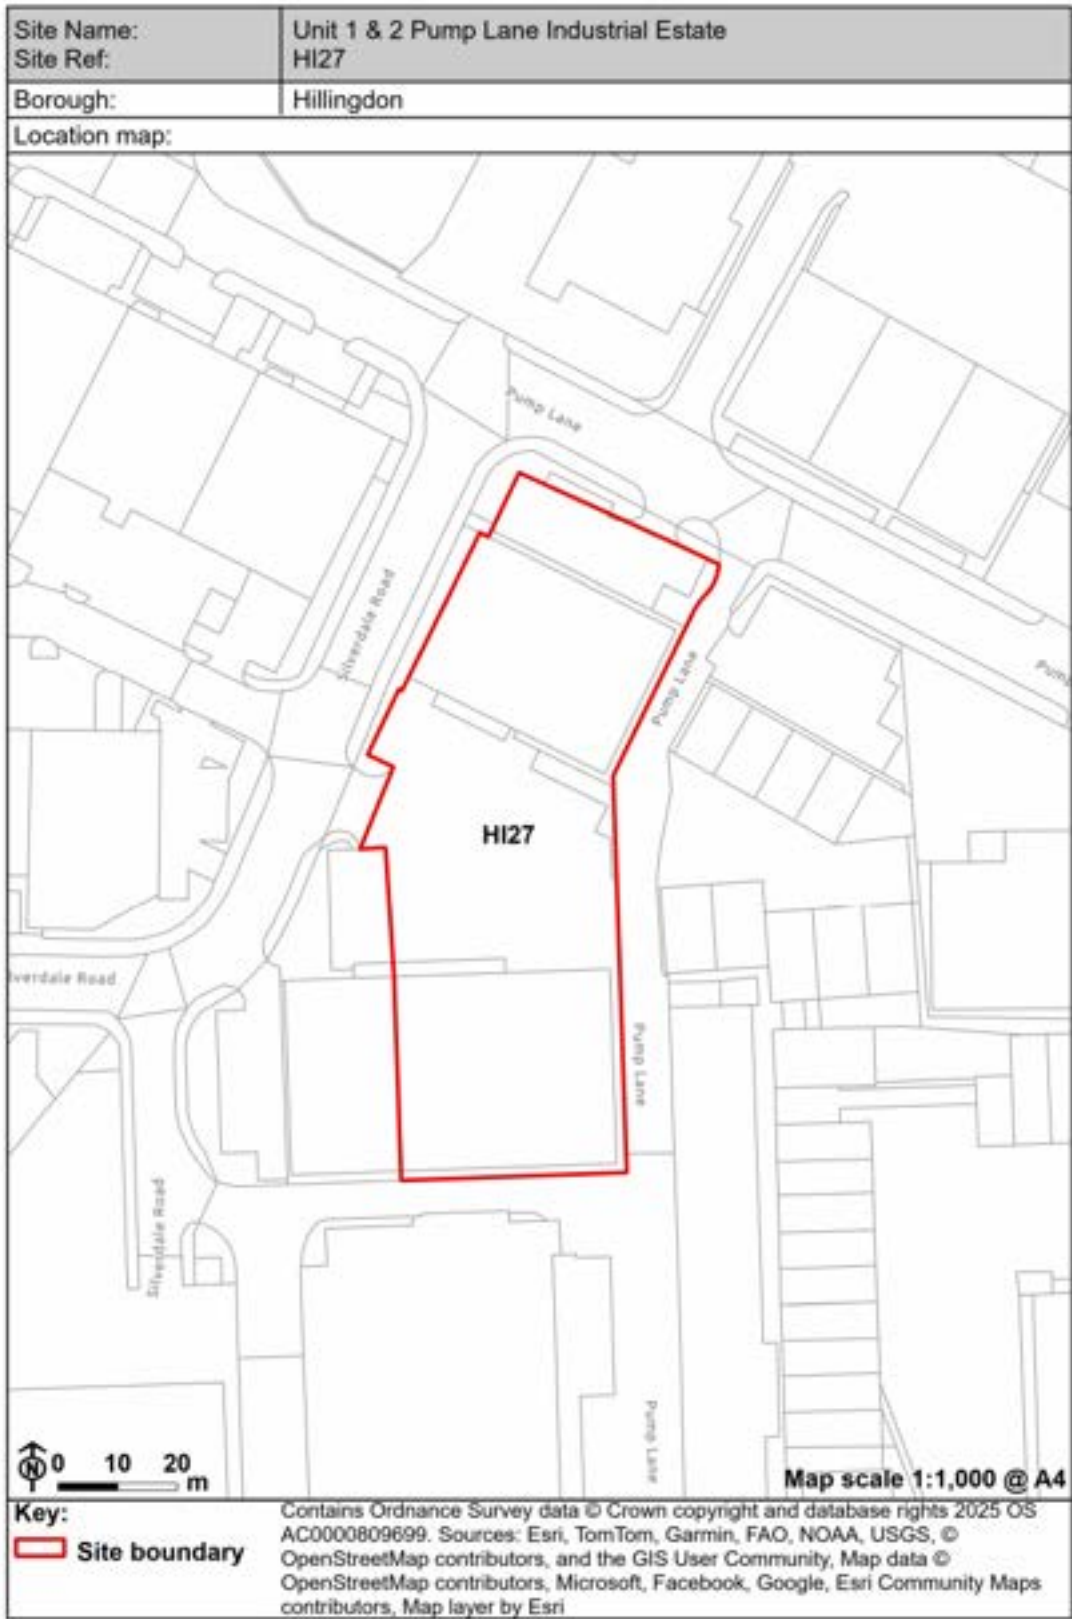 Site Name: Unit 1 & 2 Pump Lane Industrial Estate
Site Ref: HI27
Borough: Hillingdon
Location map:
Pump Lane
Silverdale Road
Pump Lane
Pump
HI27
lverdale Road
Pump Lane
Silverdale Road
Pump Lane
N 0 10 20 m
Map scale 1:1,000 @ A4
Key:
Site boundary
Contains Ordnance Survey data © Crown copyright and database rights 2025 OS
AC0000809699. Sources: Esri, TomTom, Garmin, FAO, NOAA, USGS, ©
OpenStreetMap contributors, and the GIS User Community, Map data ©
OpenStreetMap contributors, Microsoft, Facebook, Google, Esri Community Maps
contributors, Map layer by Esri